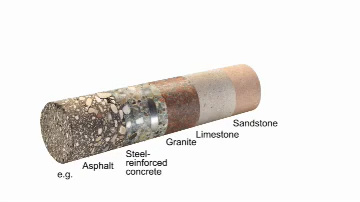 e.g.
Asphalt
Steel-
reinforced
concrete
Granite
Limestone
Sandstone